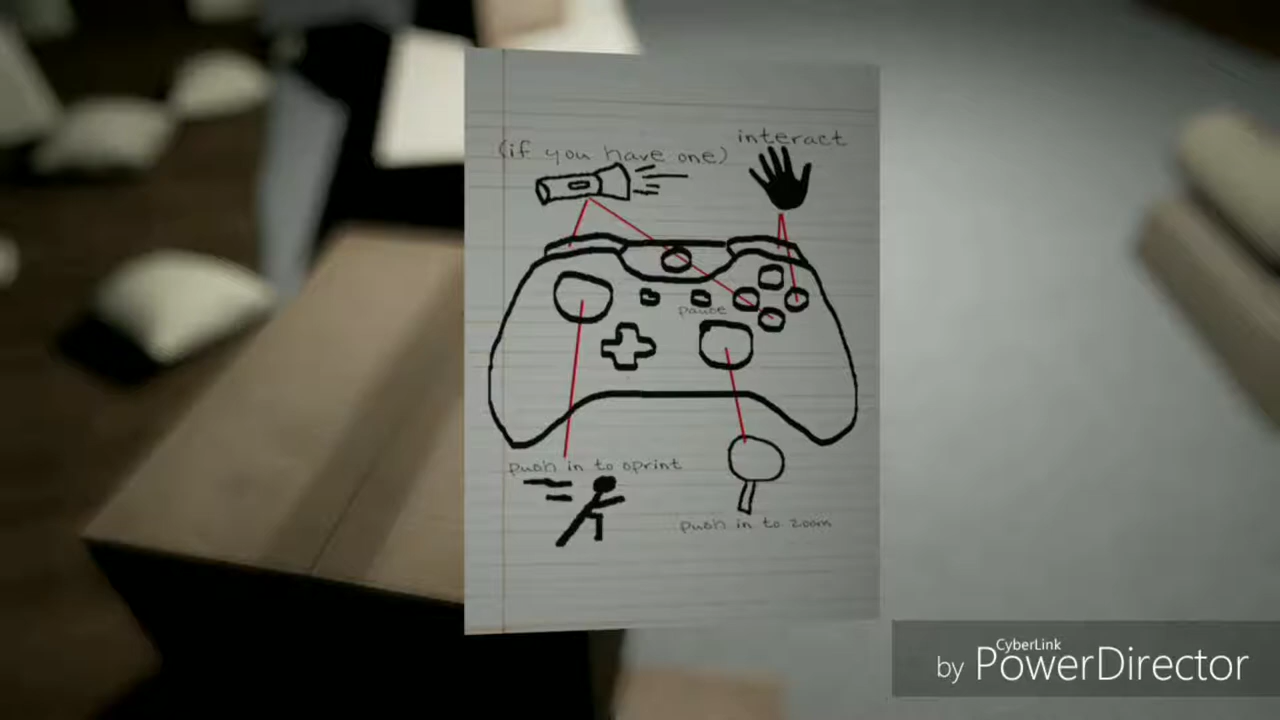 interact
(if you have one)
pause
push in to sprint
push in to zoom
CyberLink
by PowerDirector